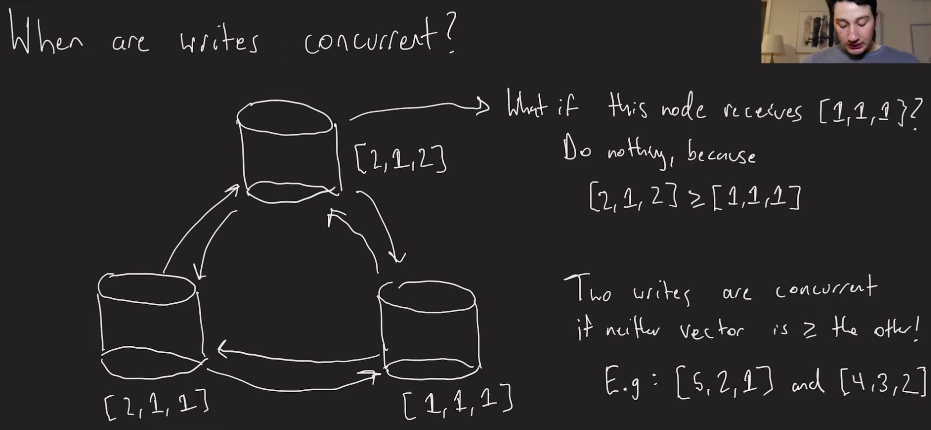 When are writes concurrent?
What if this node receives [1,1,1]?
Do nothing, because
[2,1,2] ≥ [1,1,1]
[2,1,2]
Two writes are concurrent
if neither vector is ≥ the other!
E.g: [5,2,1] and [4,3,2]
[2,1,1]
[1,1,1]